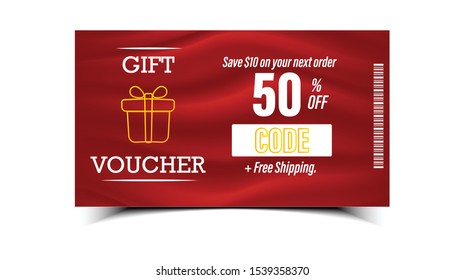 GIFT
VOUCHER
Save $10 on your next order
50 % OFF
CODE
+ Free Shipping.
shutterstock.com · 1539358370